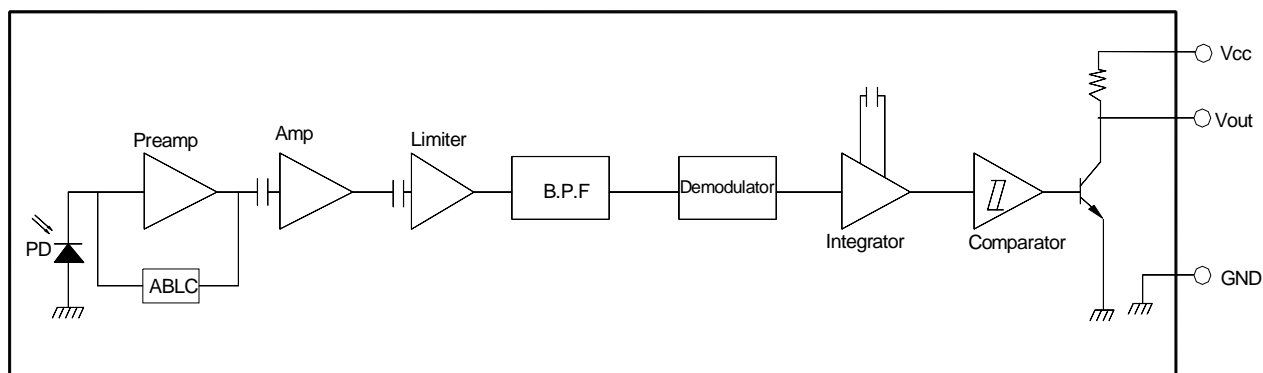 Preamp
Amp
Limiter
B.P.F
Demodulator
Integrator
Comparator
PD
ABLC
Vcc
Vout
GND